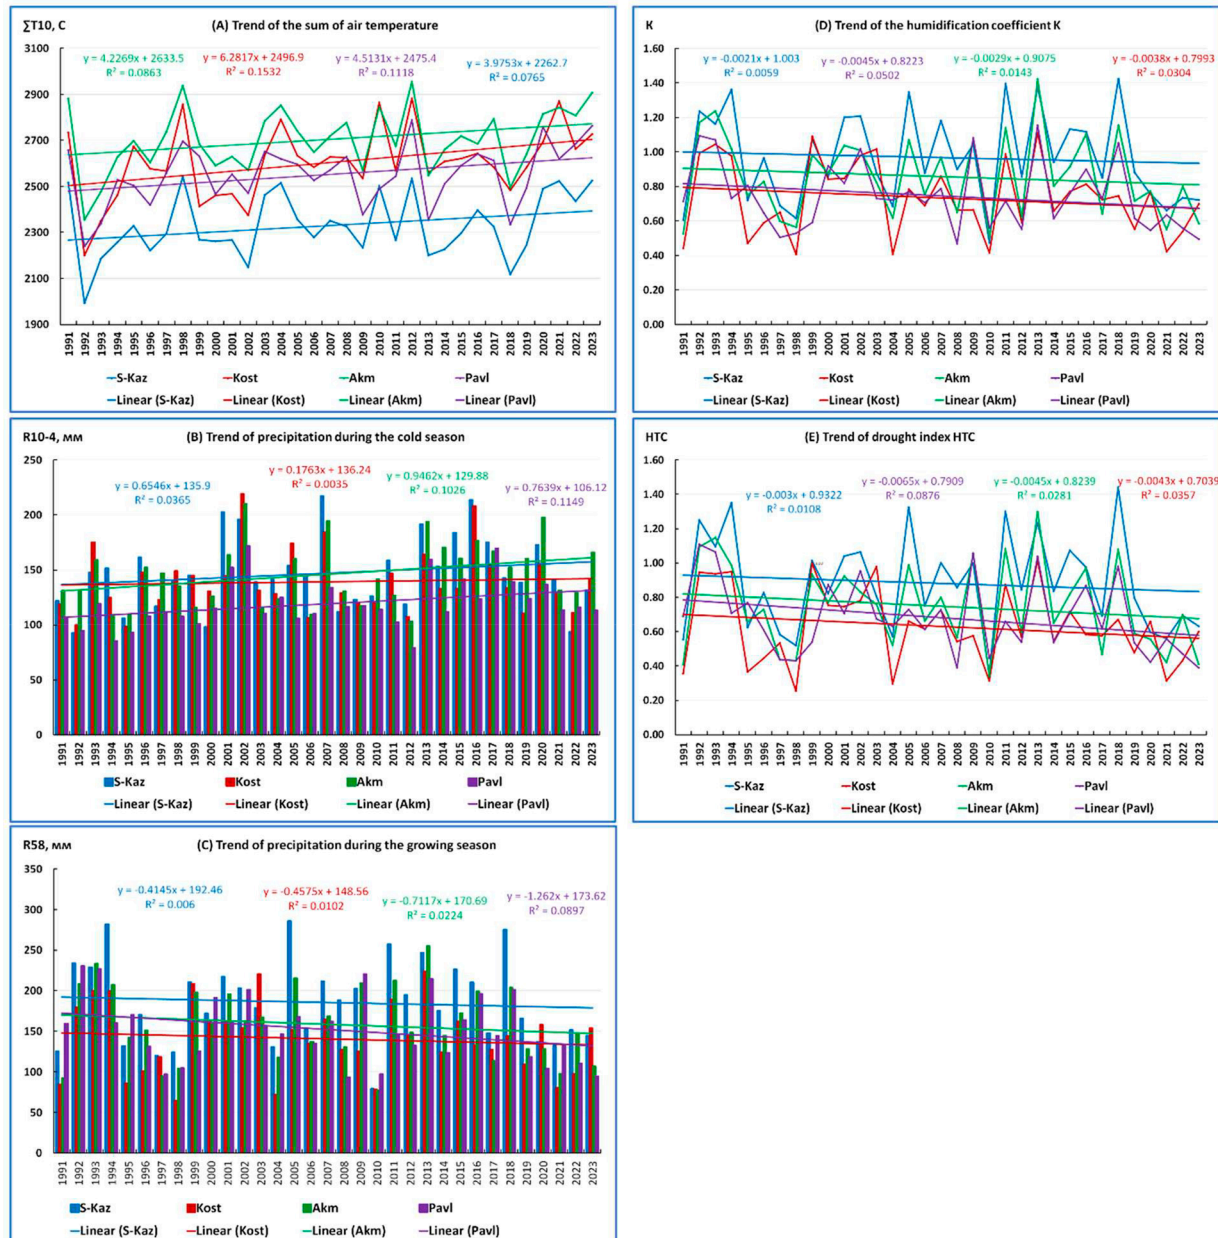 ∑T10, C (A) Trend of the sum of air temperature
y = 4.2269x + 2633.5 y = 6.2817x + 2496.9 y = 4.5131x + 2475.4 y = 3.9753x + 2262.7
R² = 0.0863 R² = 0.1532 R² = 0.1118 R² = 0.0765
3100
2900
2700
2500
2300
2100
1900
1991 1992 1993 1994 1995 1996 1997 1998 1999 2000 2001 2002 2003 2004 2005 2006 2007 2008 2009 2010 2011 2012 2013 2014 2015 2016 2017 2018 2019 2020 2021 2022 2023
S-Kaz Kost Akm Pavl
Linear (S-Kaz) Linear (Kost) Linear (Akm) Linear (Pavl)
K (D) Trend of the humidification coefficient K
y = -0.0021x + 1.003 y = -0.0045x + 0.8223 y = -0.0029x + 0.9075 y = -0.0038x + 0.7993
R² = 0.0059 R² = 0.0502 R² = 0.0143 R² = 0.0304
1.60
1.40
1.20
1.00
0.80
0.60
0.40
0.20
0.00
1991 1992 1993 1994 1995 1996 1997 1998 1999 2000 2001 2002 2003 2004 2005 2006 2007 2008 2009 2010 2011 2012 2013 2014 2015 2016 2017 2018 2019 2020 2021 2022 2023
S-Kaz Kost Akm Pavl
Linear (S-Kaz) Linear (Kost) Linear (Akm) Linear (Pavl)
R10-4, мм (B) Trend of precipitation during the cold season
y = 0.6546x + 135.9 y = 0.1763x + 136.24 y = 0.9462x + 129.88 y = 0.7639x + 106.12
R² = 0.0365 R² = 0.0035 R² = 0.1026 R² = 0.1149
250
200
150
100
50
0
1991 1992 1993 1994 1995 1996 1997 1998 1999 2000 2001 2002 2003 2004 2005 2006 2007 2008 2009 2010 2011 2012 2013 2014 2015 2016 2017 2018 2019 2020 2021 2022 2023
S-Kaz Kost Akm Pavl
Linear (S-Kaz) Linear (Kost) Linear (Akm) Linear (Pavl)
HTC (E) Trend of drought index HTC
y = -0.003x + 0.9322 y = -0.0065x + 0.7909 y = -0.0045x + 0.8239 y = -0.0043x + 0.7039
R² = 0.0108 R² = 0.0876 R² = 0.0281 R² = 0.0357
1.60
1.40
1.20
1.00
0.80
0.60
0.40
0.20
0.00
1991 1992 1993 1994 1995 1996 1997 1998 1999 2000 2001 2002 2003 2004 2005 2006 2007 2008 2009 2010 2011 2012 2013 2014 2015 2016 2017 2018 2019 2020 2021 2022 2023
S-Kaz Kost Akm Pavl
Linear (S-Kaz) Linear (Kost) Linear (Akm) Linear (Pavl)
R58, мм (C) Trend of precipitation during the growing season
y = -0.4145x + 192.46 y = -0.4575x + 148.56 y = -0.7117x + 170.69 y = -1.262x + 173.62
R² = 0.006 R² = 0.0102 R² = 0.0224 R² = 0.0897
350
300
250
200
150
100
50
0
1991 1992 1993 1994 1995 1996 1997 1998 1999 2000 2001 2002 2003 2004 2005 2006 2007 2008 2009 2010 2011 2012 2013 2014 2015 2016 2017 2018 2019 2020 2021 2022 2023
S-Kaz Kost Akm Pavl
Linear (S-Kaz) Linear (Kost) Linear (Akm) Linear (Pavl)